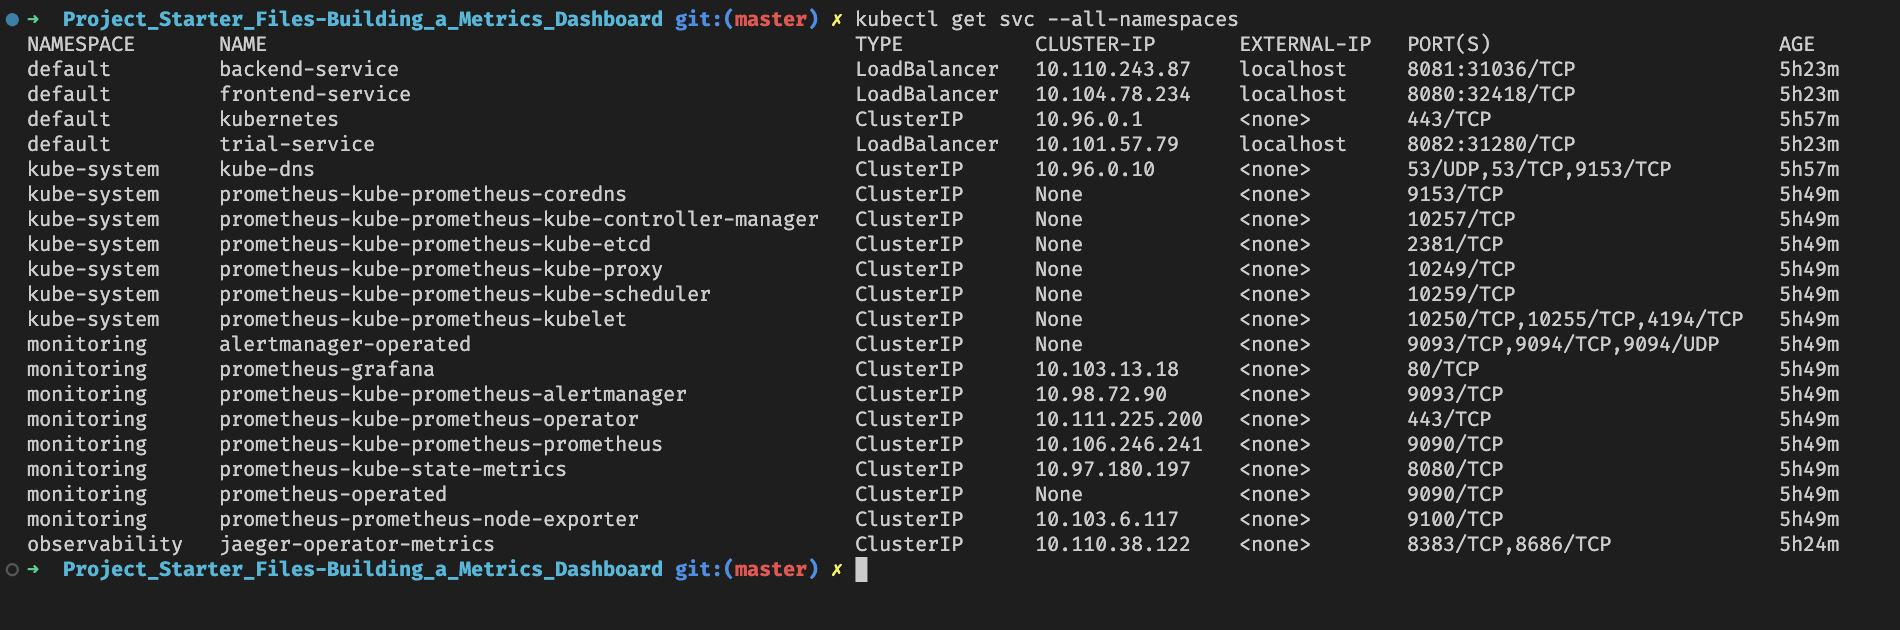 ➜ Project_Starter_Files-Building_a_Metrics_Dashboard git:(master) ✗ kubectl get svc --all-namespaces
NAMESPACE NAME TYPE CLUSTER-IP EXTERNAL-IP PORT(S) AGE
default backend-service LoadBalancer 10.110.243.87 localhost 8081:31036/TCP 5h23m
default frontend-service LoadBalancer 10.104.78.234 localhost 8080:32418/TCP 5h23m
default kubernetes ClusterIP 10.96.0.1 <none> 443/TCP 5h57m
default trial-service LoadBalancer 10.101.57.79 localhost 8082:31280/TCP 5h23m
kube-system kube-dns ClusterIP 10.96.0.10 <none> 53/UDP,53/TCP,9153/TCP 5h57m
kube-system prometheus-kube-prometheus-coredns ClusterIP None <none> 9153/TCP 5h49m
kube-system prometheus-kube-prometheus-kube-controller-manager ClusterIP None <none> 10257/TCP 5h49m
kube-system prometheus-kube-prometheus-kube-etcd ClusterIP None <none> 2381/TCP 5h49m
kube-system prometheus-kube-prometheus-kube-proxy ClusterIP None <none> 10249/TCP 5h49m
kube-system prometheus-kube-prometheus-kube-scheduler ClusterIP None <none> 10259/TCP 5h49m
kube-system prometheus-kube-prometheus-kubelet ClusterIP None <none> 10250/TCP,10255/TCP,4194/TCP 5h49m
monitoring alertmanager-operated ClusterIP None <none> 9093/TCP,9094/TCP,9094/UDP 5h49m
monitoring prometheus-grafana ClusterIP 10.103.13.18 <none> 80/TCP 5h49m
monitoring prometheus-kube-prometheus-alertmanager ClusterIP 10.98.72.90 <none> 9093/TCP 5h49m
monitoring prometheus-kube-prometheus-operator ClusterIP 10.111.225.200 <none> 443/TCP 5h49m
monitoring prometheus-kube-prometheus-prometheus ClusterIP 10.106.246.241 <none> 9090/TCP 5h49m
monitoring prometheus-kube-state-metrics ClusterIP 10.97.180.197 <none> 8080/TCP 5h49m
monitoring prometheus-operated ClusterIP None <none> 9090/TCP 5h49m
monitoring prometheus-prometheus-node-exporter ClusterIP 10.103.6.117 <none> 9100/TCP 5h49m
observability jaeger-operator-metrics ClusterIP 10.110.38.122 <none> 8383/TCP,8686/TCP 5h24m
➜ Project_Starter_Files-Building_a_Metrics_Dashboard git:(master) ✗